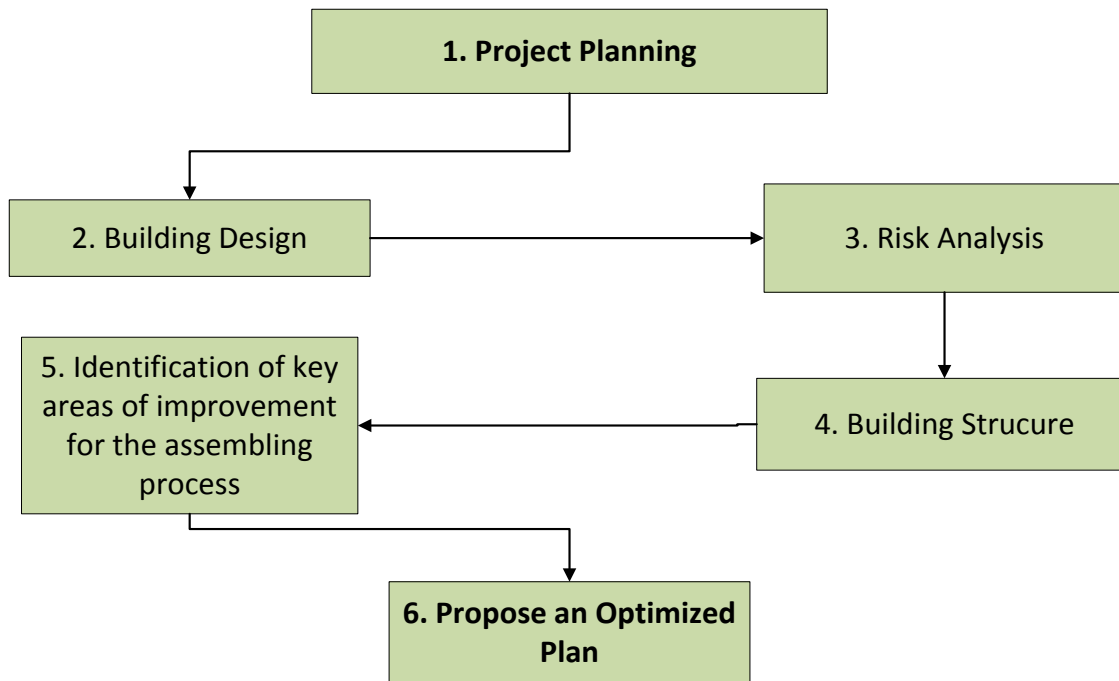 1. Project Planning
2. Building Design
3. Risk Analysis
4. Building Strucure
5. Identification of key
areas of improvement
for the assembling
process
6. Propose an Optimized
Plan